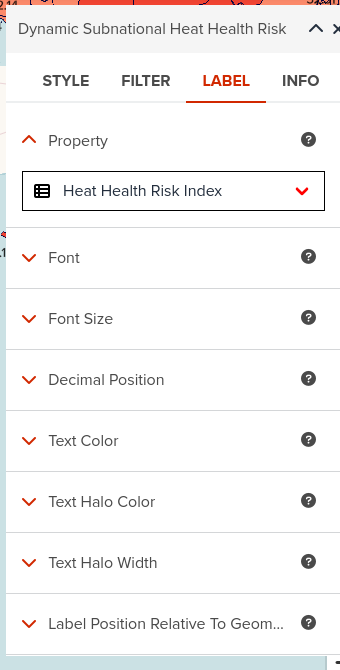 Dynamic Subnational Heat Health Risk
STYLE FILTER LABEL INFO
Property
Heat Health Risk Index
Font
Font Size
Decimal Position
Text Color
Text Halo Color
Text Halo Width
Label Position Relative To Geom...